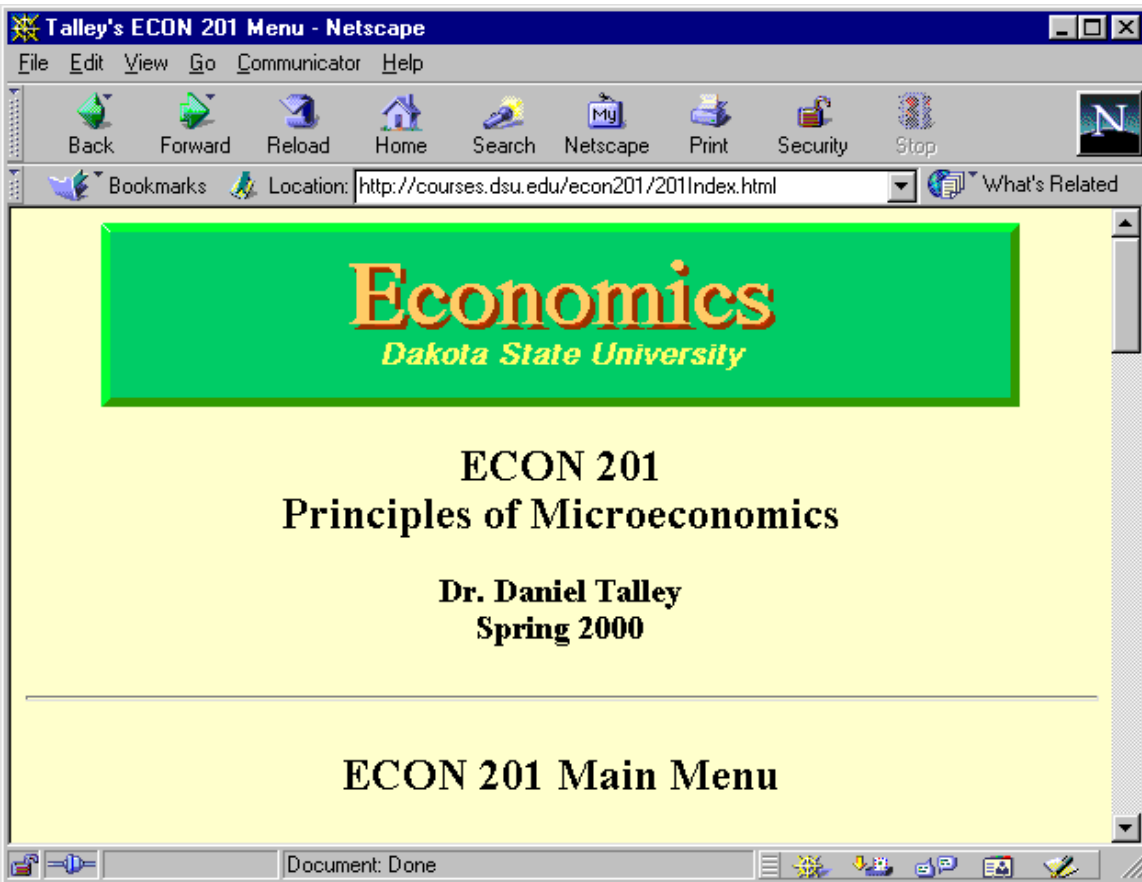 Talley's ECON 201 Menu - Netscape
File Edit View Go Communicator Help
Back Forward Reload Home Search Netscape Print Security Stop
My
N
Bookmarks Location: http://courses.dsu.edu/econ201/201Index.html What's Related
Economics
Dakota State University
ECON 201
Principles of Microeconomics
Dr. Daniel Talley
Spring 2000
ECON 201 Main Menu
Document: Done